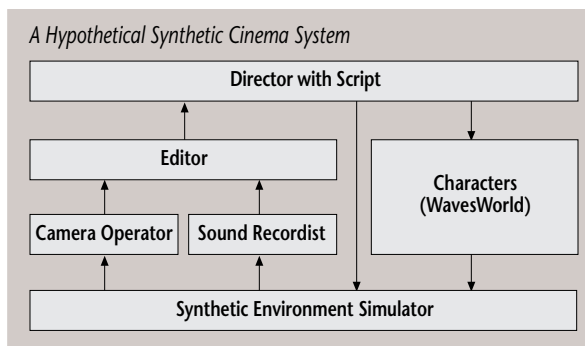 A Hypothetical Synthetic Cinema System
Director with Script
Editor
Characters
(WavesWorld)
Camera Operator
Sound Recordist
Synthetic Environment Simulator